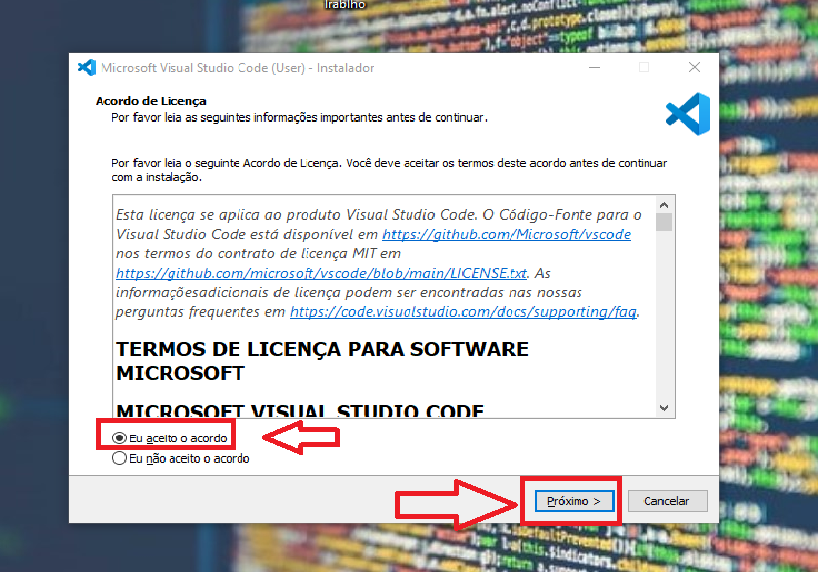 Trablho
Microsoft Visual Studio Code (User) - Instalador
Acordo de Licença
Por favor leia as seguintes informações importantes antes de continuar.
Por favor leia o seguinte Acordo de Licença. Você deve aceitar os termos deste acordo antes de continuar
com a instalação.
Esta licença se aplica ao produto Visual Studio Code. O Código-Fonte para o
Visual Studio Code está disponível em https://github.com/Microsoft/vscode
nos termos do contrato de licença MIT em
https://github.com/microsoft/vscode/blob/main/LICENSE.txt. As
informaçõesadicionais de licença podem ser encontradas nas nossas
perguntas frequentes em https://code.visualstudio.com/docs/supporting/faq.
TERMOS DE LICENÇA PARA SOFTWARE
MICROSOFT
MICROSOFT VISUAL STUDIO CODE
Eu aceito o acordo
Eu não aceito o acordo
Próximo >
Cancelar